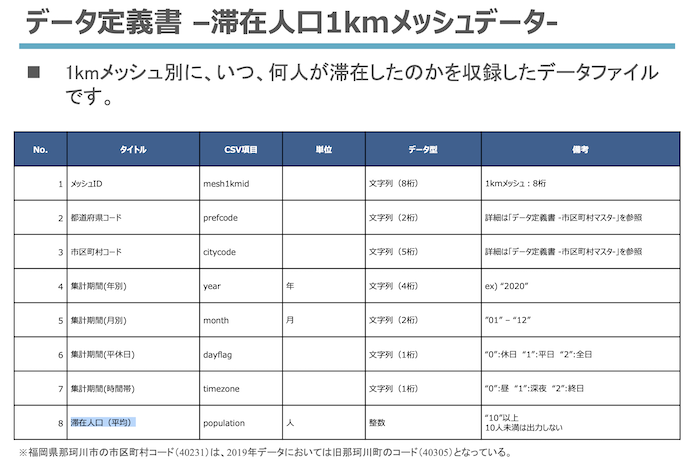 データ定義書 –滞在人口1kmメッシュデータ-
■ 1kmメッシュ別に、いつ、何人が滞在したのかを収録したデータファイル
です。
No. タイトル CSV項目 単位 データ型 備考
1 メッシュID mesh1kmid 文字列（8桁） 1kmメッシュ：8桁
2 都道府県コード prefcode 文字列（2桁） 詳細は「データ定義書 -市区町村マスタ-」を参照
3 市区町村コード citycode 文字列（5桁） 詳細は「データ定義書 -市区町村マスタ-」を参照
4 集計期間(年別) year 年 文字列（4桁） ex) “2020”
5 集計期間(月別) month 月 文字列（2桁） “01” – “12”
6 集計期間(平休日) dayflag 文字列（1桁） “0”:休日 “1”:平日 “2”:全日
7 集計期間(時間帯) timezone 文字列（1桁） “0”:昼 “1”:深夜 “2”:終日
8 滞在人口（平均） population 人 整数 “10”以上
10人未満は出力しない
※福岡県那珂川市の市区町村コード（40231）は、2019年データにおいては旧那珂川町のコード（40305）となっている。